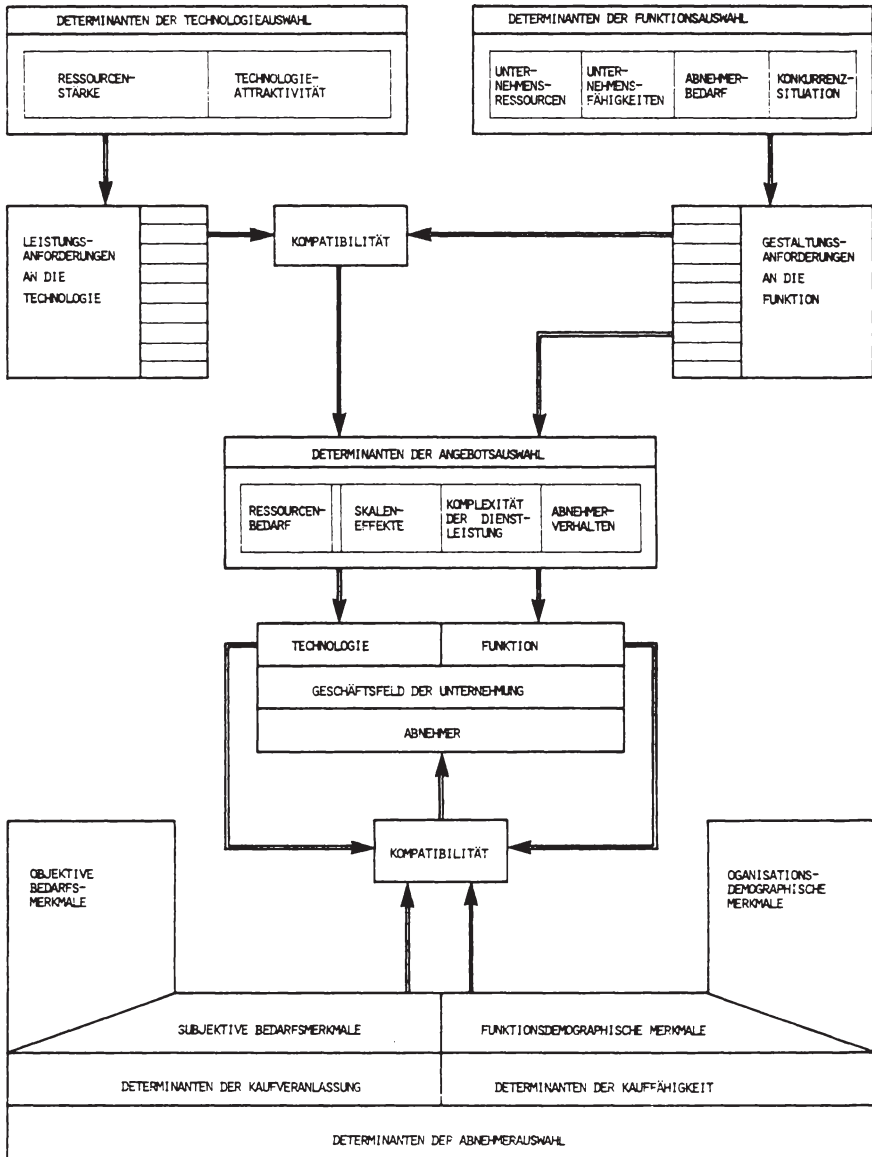 DETERMINANTEN DER TECHNOLOGIEAUSWAHL
RESSOURCEN-
STÄRKE
TECHNOLOGIE-
ATTRAKTIVITÄT
DETERMINANTEN DER FUNKTIONSAUSWAHL
UNTER-
NEHMENS-
RESSOURCEN
UNTER-
NEHMENS-
FÄHIGKEITEN
ABNEHMER-
BEDARF
KONKURRENZ-
SITUATION
LEISTUNGS-
ANFORDERUNGEN
AN DIE
TECHNOLOGIE
KOMPATIBILITÄT
GESTALTUNGS-
ANFORDERUNGEN
AN DIE
FUNKTION
DETERMINANTEN DER ANGEBOTSAUSWAHL
RESSOURCEN-
BEDARF
SKALEN-
EFFEKTE
KOMPLEXITÄT
DER DIENST-
LEISTUNG
ABNEHMER-
VERHALTEN
TECHNOLOGIE
FUNKTION
GESCHÄFTSFELD DER UNTERNEHMUNG
ABNEHMER
KOMPATIBILITÄT
OBJEKTIVE
BEDARFS-
MERKMALE
OGANISATIONS-
DEMOGRAPHISCHE
MERKMALE
SUBJEKTIVE BEDARFSMERKMALE
FUNKTIONSDEMOGRAPHISCHE MERKMALE
DETERMINANTEN DER KAUFVERANLASSUNG
DETERMINANTEN DER KAUFFÄHIGKEIT
DETERMINANTEN DEP ABNEHMERAUSWAHL